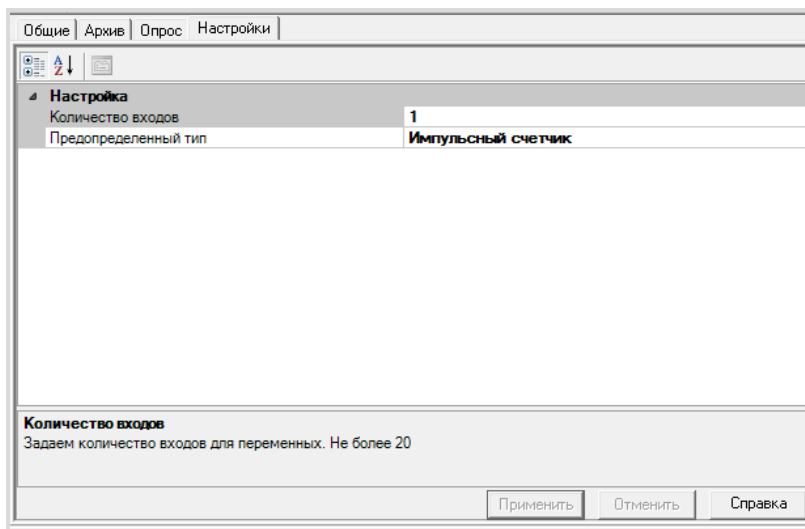 Общие Архив Опрос Настройки
Настройка
Количество входов 1
Предопределенный тип Импульсный счетчик
Количество входов
Задаем количество входов для переменных. Не более 20
Применить Отменить Справка